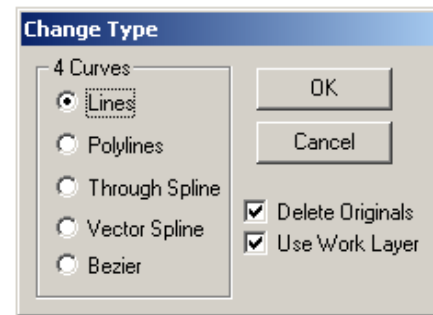 Change Type
4 Curves
Lines
Polylines
Through Spline
Vector Spline
Bezier
OK
Cancel
Delete Originals
Use Work Layer